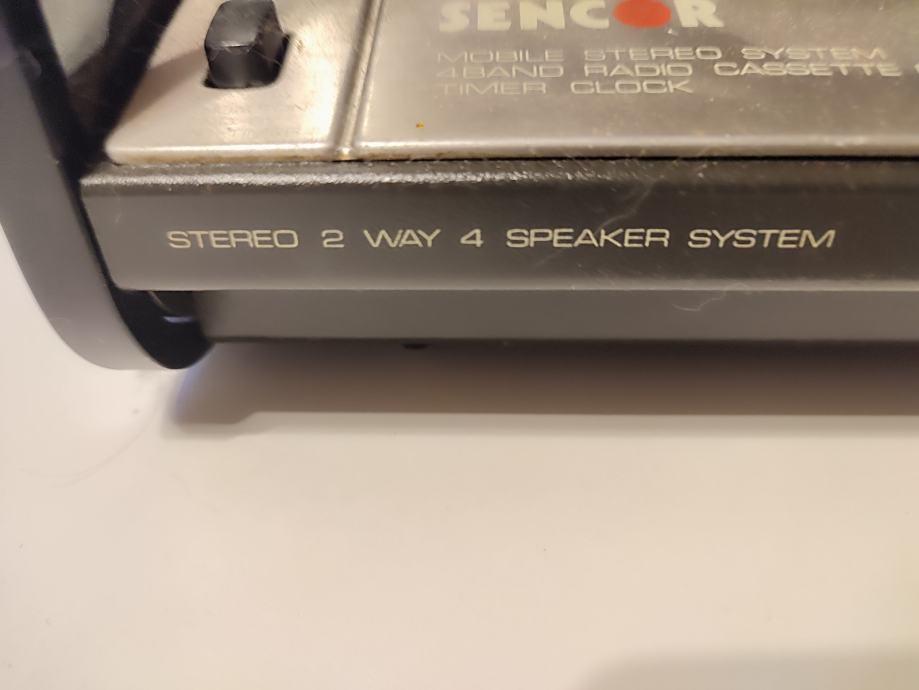 SENCOR
MOBILE STEREO SYSTEM
4BAND RADIO CASSETTE
TIMER CLOCK
STEREO 2 WAY 4 SPEAKER SYSTEM